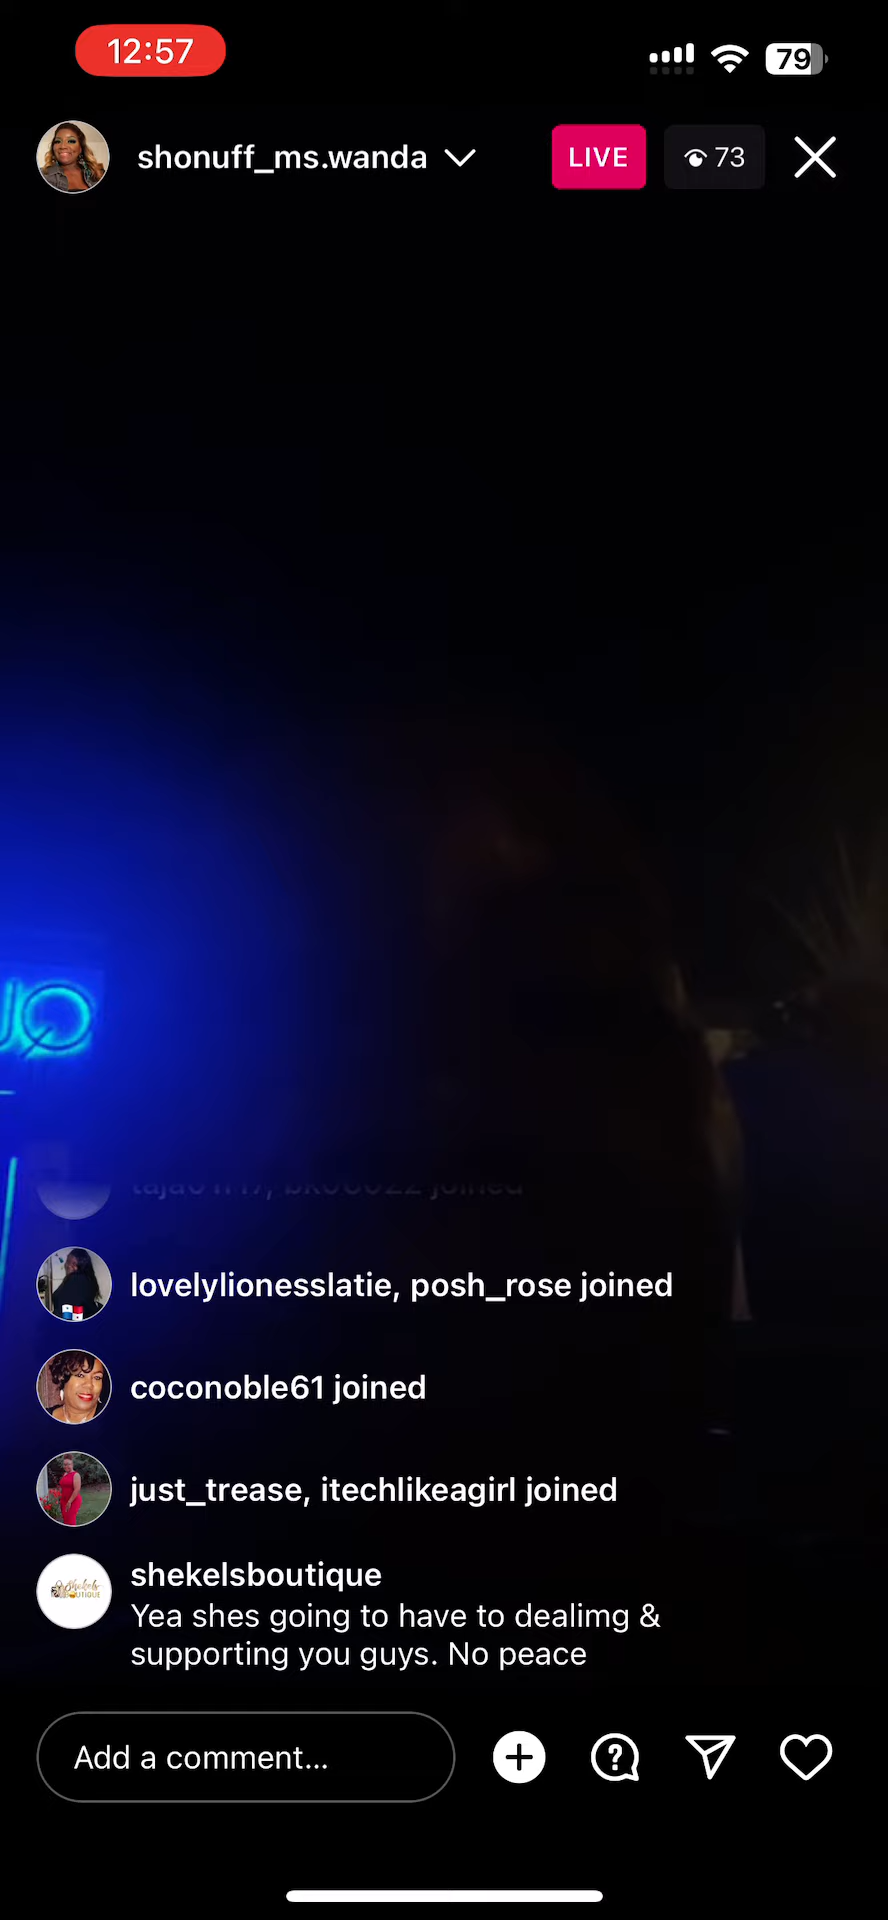 12:57
79
shonuff_ms.wanda
LIVE
73
lovelylionesslatie, posh_rose joined
coconoble61 joined
just_trease, itechlikeagirl joined
shekelsboutique
Yea shes going to have to dealimg &
supporting you guys. No peace
Add a comment...